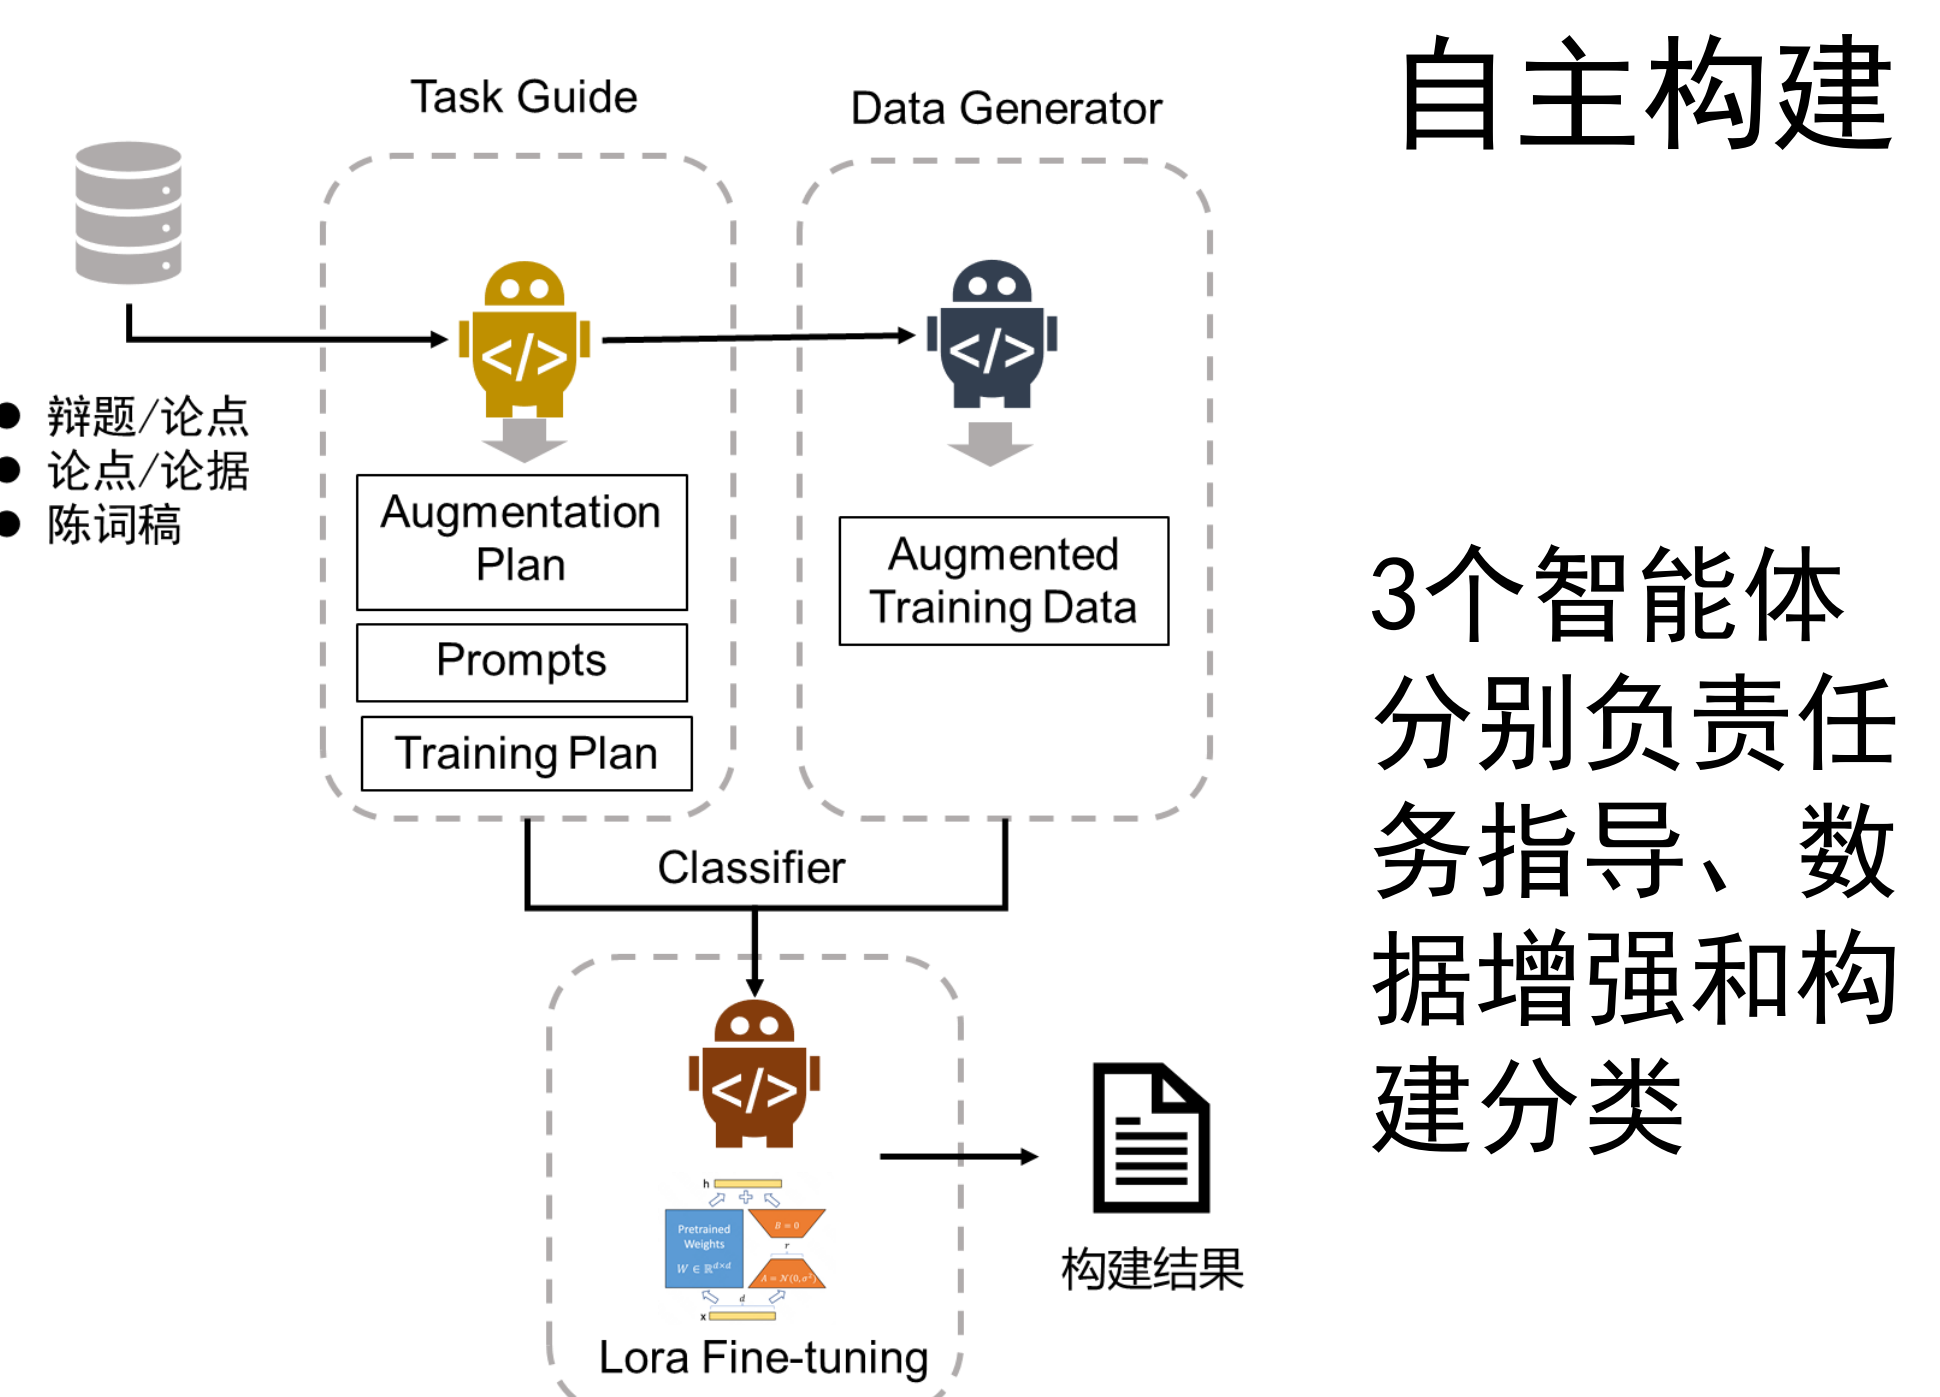 自主构建
Task Guide
Data Generator
辩题/论点
论点/论据
陈词稿
Augmentation
Plan
Prompts
Training Plan
Augmented
Training Data
3个智能体
分别负责任
务指导、数
据增强和构
建分类
Classifier
h
Pretrained
Weights
W ∈ ℝ^{d×d}
B = 0
r
A = 𝒩(0, σ²)
d
x
Lora Fine-tuning
构建结果